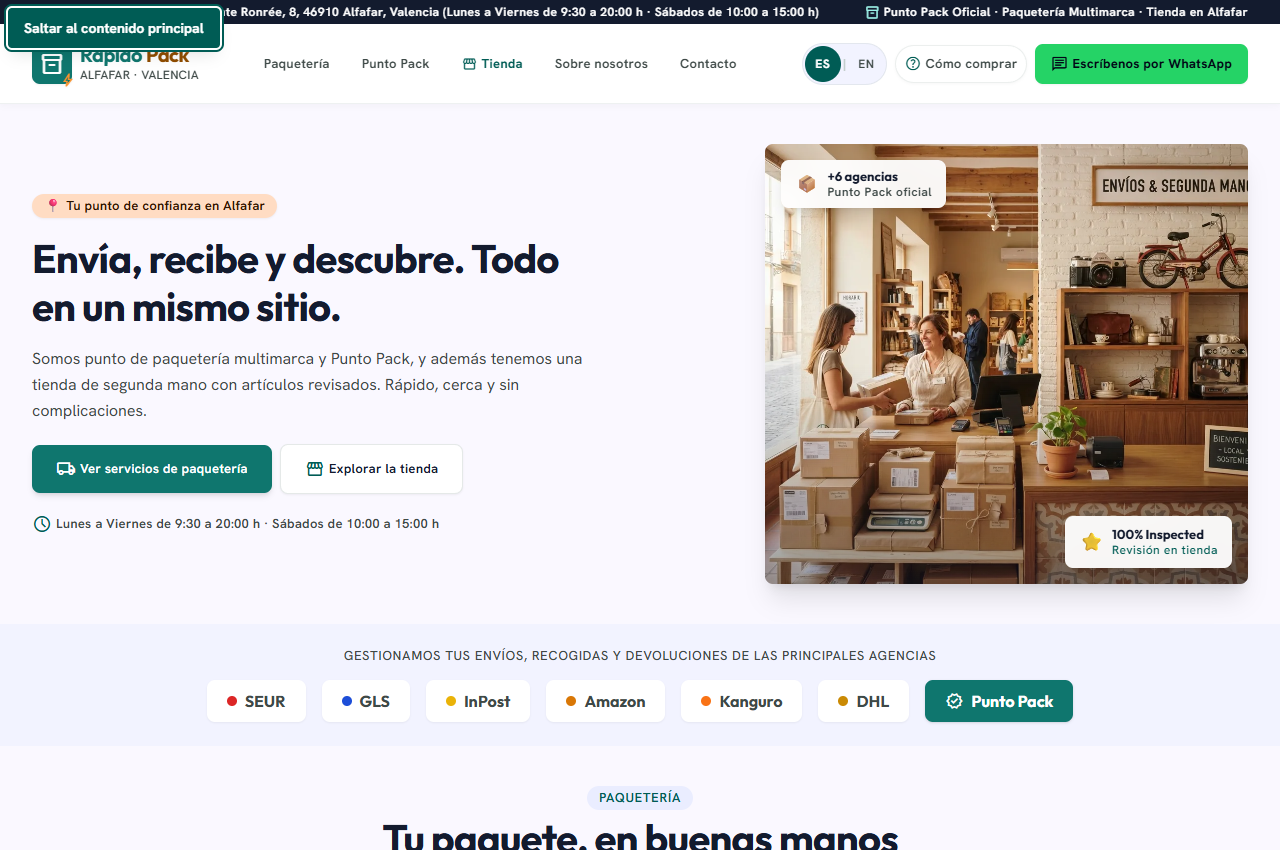 Saltar al contenido principal
Ronrée, 8, 46910 Alfafar, Valencia (Lunes a Viernes de 9:30 a 20:00 h · Sábados de 10:00 a 15:00 h)
Punto Pack Oficial · Paquetería Multimarca · Tienda en Alfafar
Rápido Pack
ALFAFAR · VALENCIA
Paquetería
Punto Pack
Tienda
Sobre nosotros
Contacto
ES | EN
Cómo comprar
Escríbenos por WhatsApp
📍 Tu punto de confianza en Alfafar
Envía, recibe y descubre. Todo
en un mismo sitio.
Somos punto de paquetería multimarca y Punto Pack, y además tenemos una
tienda de segunda mano con artículos revisados. Rápido, cerca y sin
complicaciones.
Ver servicios de paquetería
Explorar la tienda
Lunes a Viernes de 9:30 a 20:00 h · Sábados de 10:00 a 15:00 h
+6 agencias
Punto Pack oficial
ENVÍOS & SEGUNDA
100% Inspected
Revisión en tienda
GESTIONAMOS TUS ENVÍOS, RECOGIDAS Y DEVOLUCIONES DE LAS PRINCIPALES AGENCIAS
SEUR
GLS
InPost
Amazon
Kanguro
DHL
Punto Pack
PAQUETERÍA
Tu paquete, en buenas manos